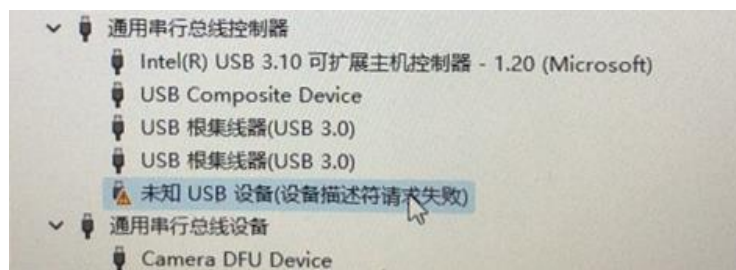 通用串行总线控制器
Intel(R) USB 3.10 可扩展主机控制器 - 1.20 (Microsoft)
USB Composite Device
USB 根集线器(USB 3.0)
USB 根集线器(USB 3.0)
未知 USB 设备(设备描述符请求失败)
通用串行总线设备
Camera DFU Device